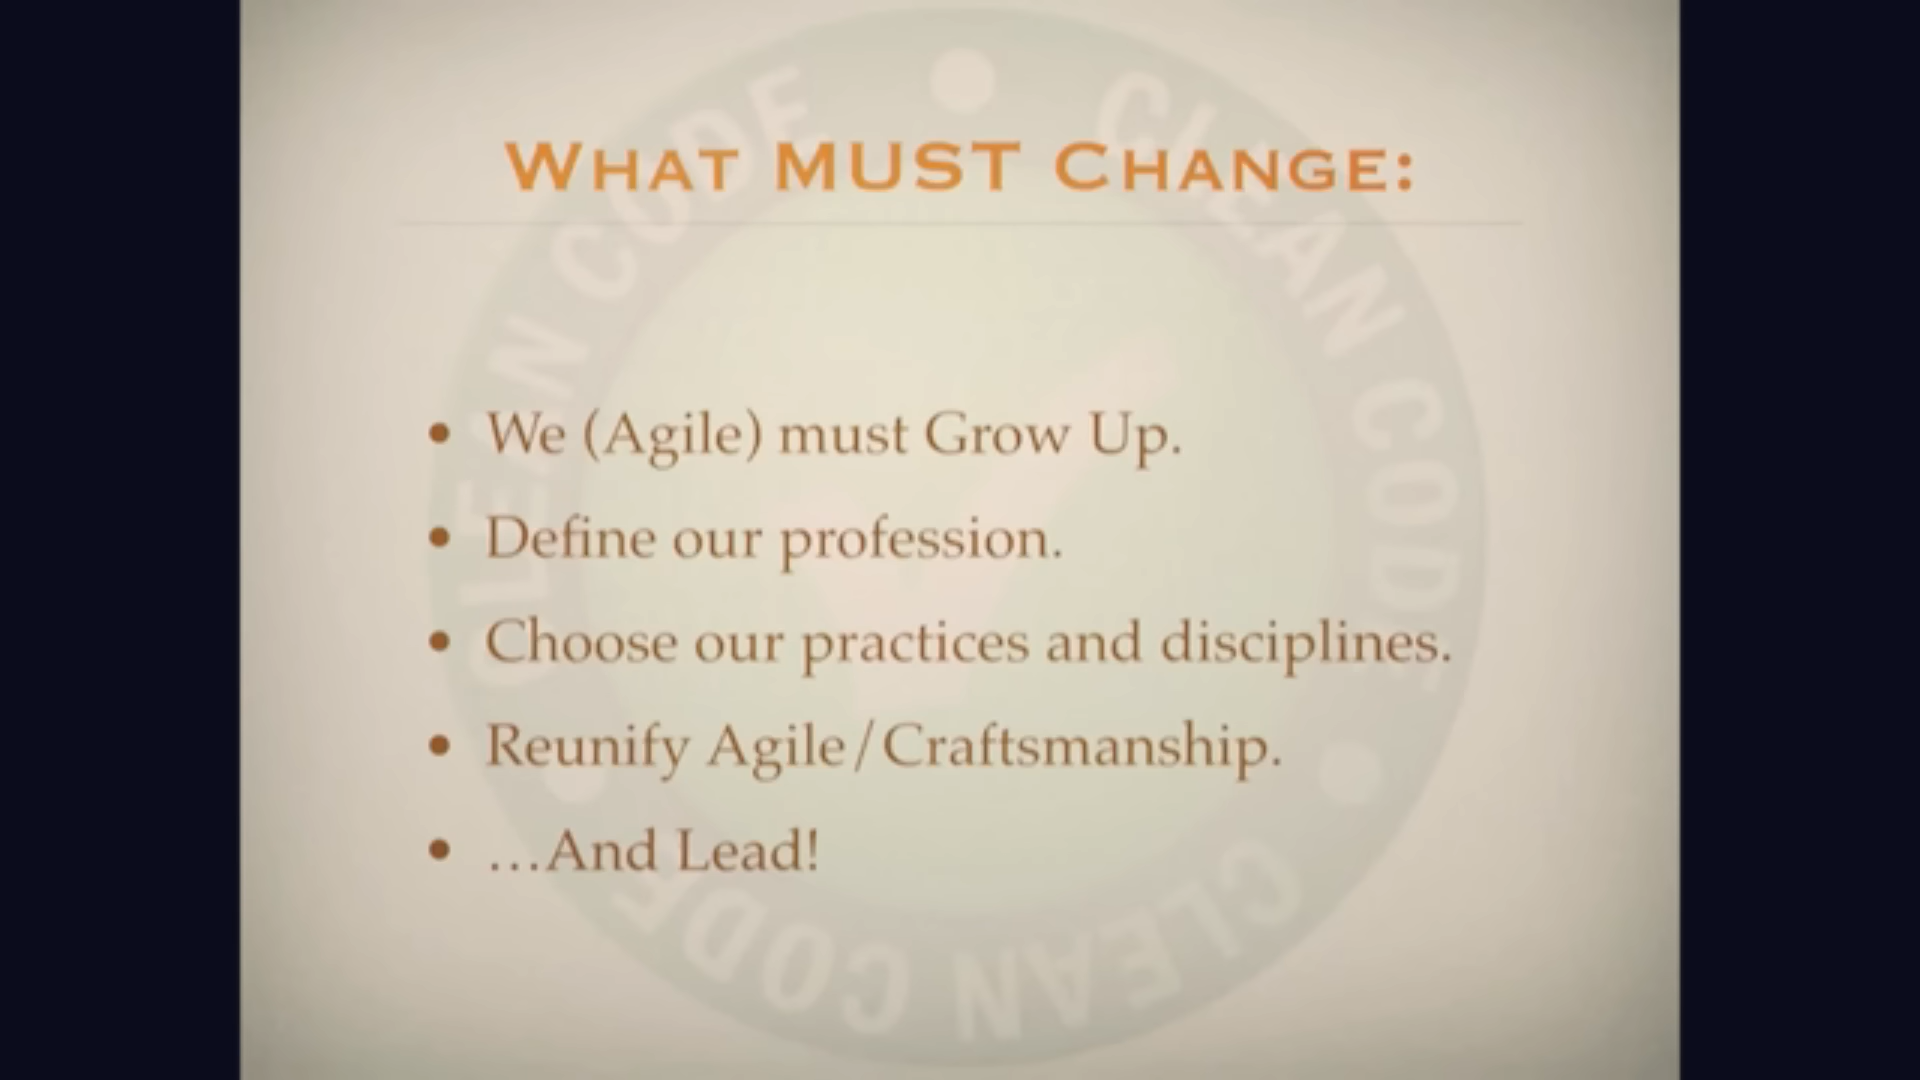 What MUST Change:
• We (Agile) must Grow Up.
• Define our profession.
• Choose our practices and disciplines.
• Reunify Agile/Craftsmanship.
• …And Lead!
CLEAN CODE • CLEAN CODE • CLEAN CODE •